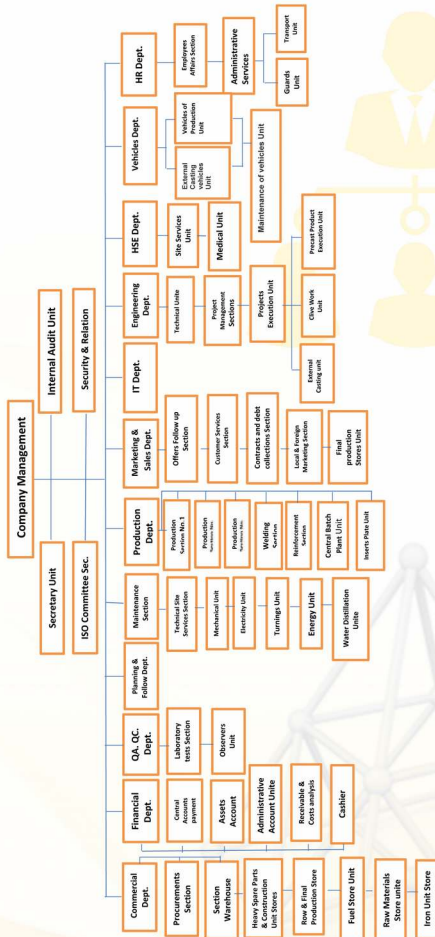 Company Management
Secretary Unit
Internal Audit Unit
ISO Committee Sec.
Security & Relation
Commercial
Dept.
Procurements
Section
Section
Warehouse
Heavy Spare Parts
& Construction
Unit Stores
Row & Final
Production Store
Fuel Store Unit
Raw Materials
Store unite
Iron Unit Store
Financial
Dept.
Central
Accounts
payment
Assets
Account
Administrative
Account Unite
Receivable &
Costs analysis
Cashier
QA. QC.
Dept.
Laboratory
tests Section
Observers
Unit
Planning &
Follow Dept.
Maintenance
Section
Technical Site
Services Section
Mechanical Unit
Electricity Unit
Turnings Unit
Energy Unit
Water Distillation
Unite
Production
Dept.
Production
Section No.1
Production
Production
Welding
Section
Reinforcement
Section
Central Batch
Plant Unit
Inserts Plate Unit
Marketing &
Sales Dept.
Offers Follow up
Section
Customer Services
Section
Contracts and debt
collections Section
Local & Foreign
Marketing Section
Final
production
Stores Unit
IT Dept.
Engineering
Dept.
Technical Unite
Project
Management
Sections
Projects
Execution Unit
External
Casting unit
Clive Work
Unit
Precast Product
Execution Unit
HSE Dept.
Site Services
Unit
Medical Unit
Vehicles Dept.
External
Casting vehicles
Unit
Vehicles of
Production
Unit
Maintenance of vehicles Unit
HR Dept.
Employees
Affairs Section
Administrative
Services
Guards
Unit
Transport
Unit